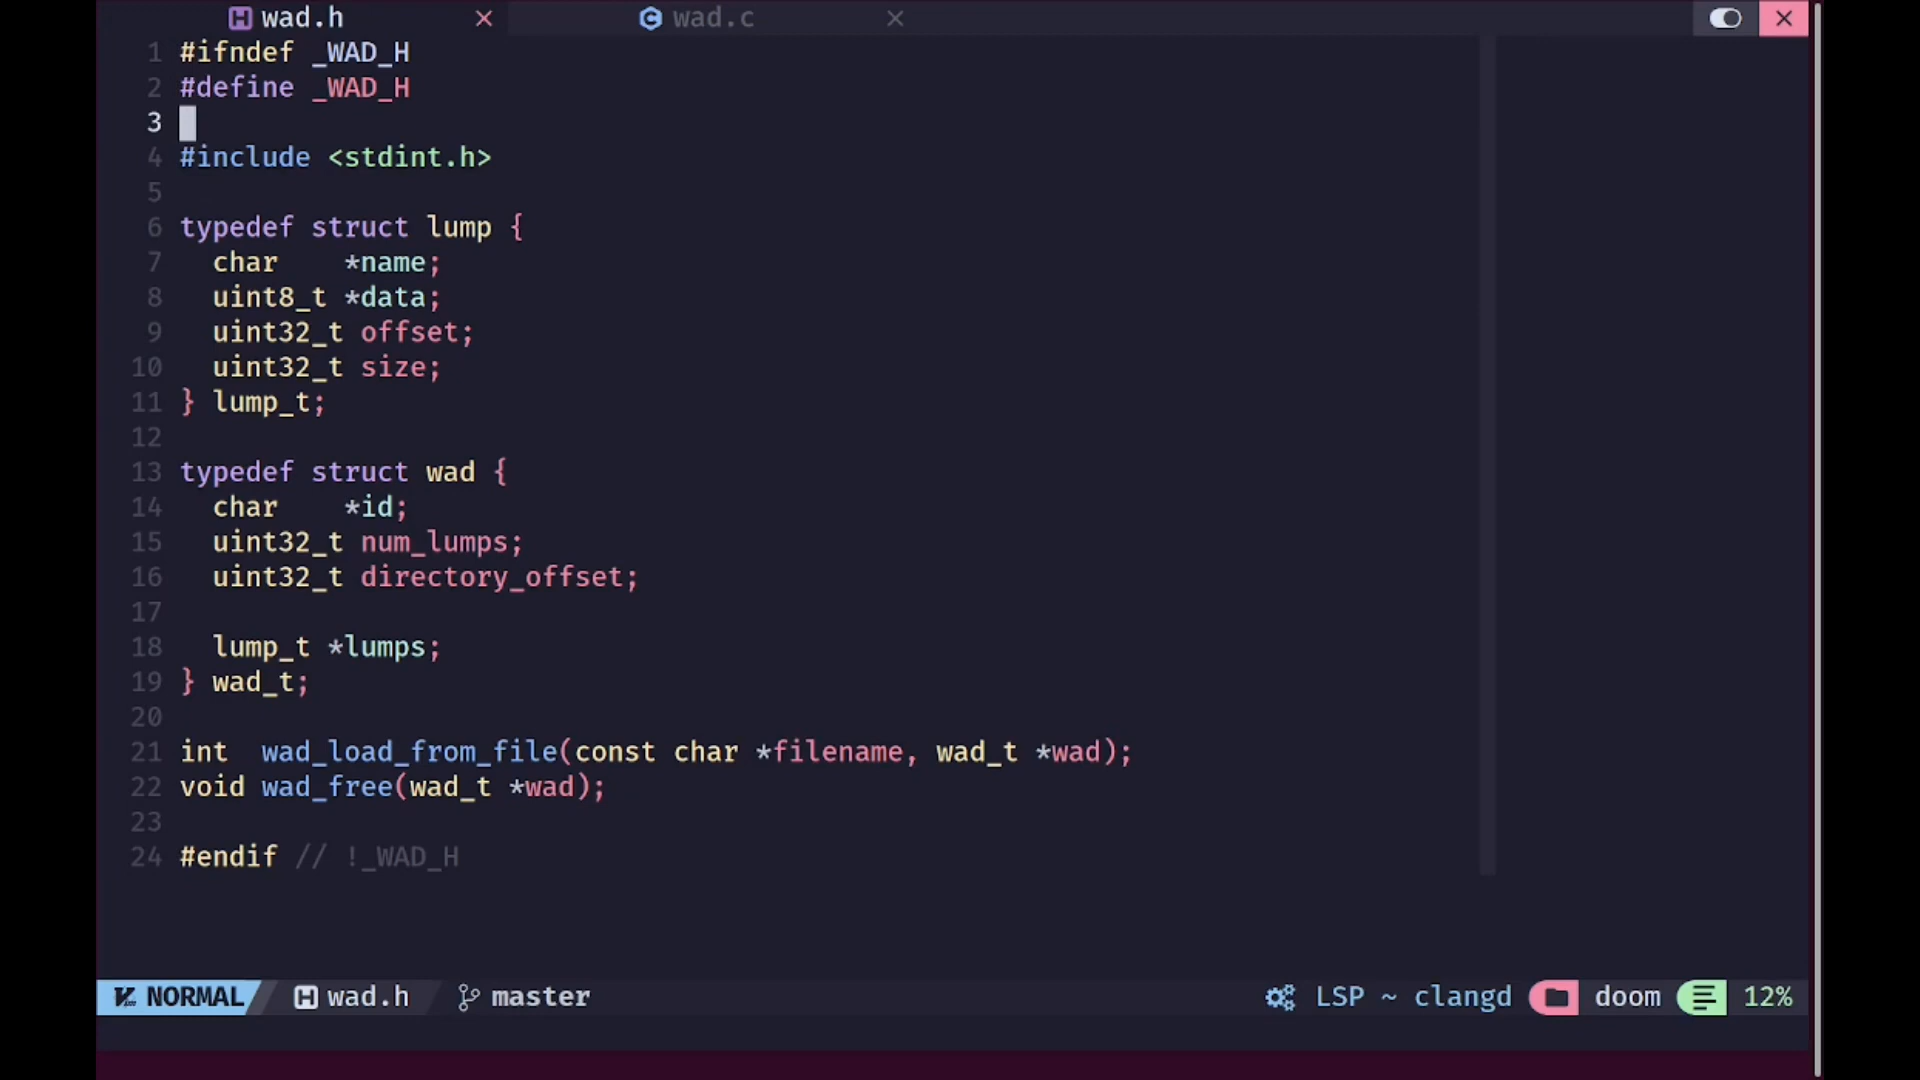 wad.h wad.c
1 #ifndef _WAD_H
2 #define _WAD_H
3
4 #include <stdint.h>
5
6 typedef struct lump {
7   char    *name;
8   uint8_t *data;
9   uint32_t offset;
10   uint32_t size;
11 } lump_t;
12
13 typedef struct wad {
14   char    *id;
15   uint32_t num_lumps;
16   uint32_t directory_offset;
17
18   lump_t *lumps;
19 } wad_t;
20
21 int  wad_load_from_file(const char *filename, wad_t *wad);
22 void wad_free(wad_t *wad);
23
24 #endif // !_WAD_H
NORMAL wad.h master LSP ~ clangd doom 12%